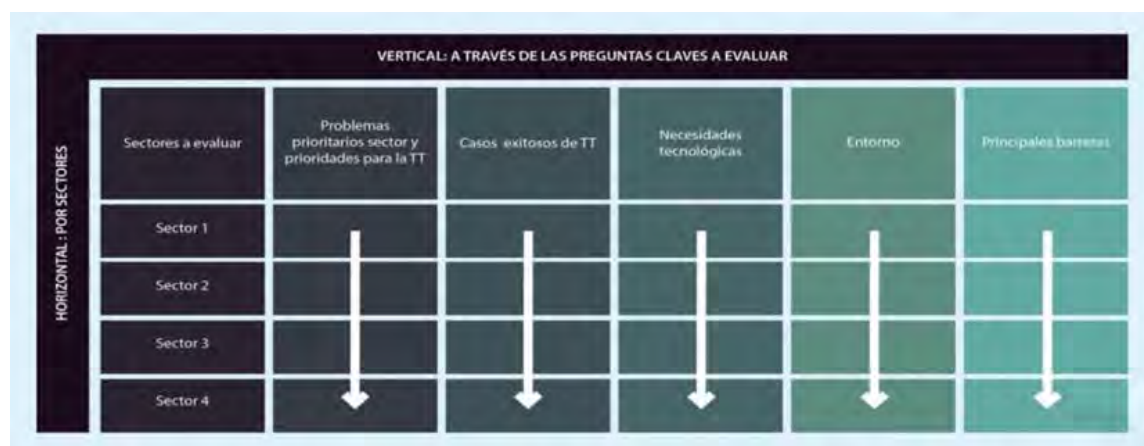 VERTICAL: A TRAVÉS DE LAS PREGUNTAS CLAVES A EVALUAR
HORIZONTAL : POR SECTORES
Sectores a evaluar
Problemas
prioritarios sector y
prioridades para la TT
Casos exitosos de TT
Necesidades
tecnológicas
Entorno
Principales barreras
Sector 1
Sector 2
Sector 3
Sector 4